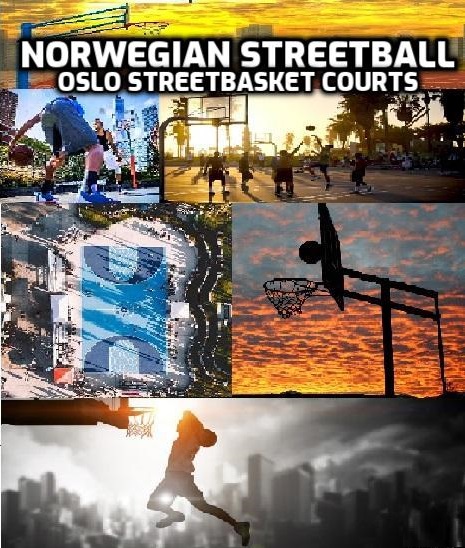 NORWEGIAN STREETBALL
OSLO STREETBASKET COURTS